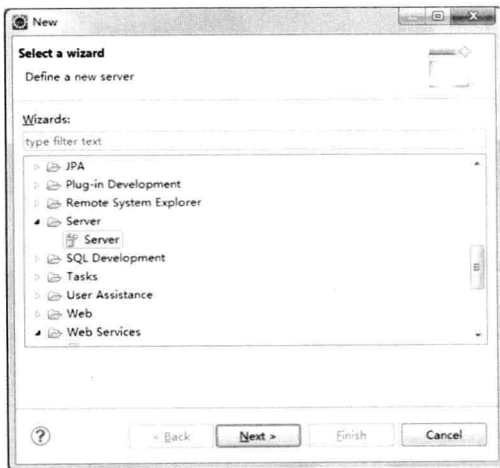 New
Select a wizard
Define a new server
Wizards:
type filter text
JPA
Plug-in Development
Remote System Explorer
Server
Server
SQL Development
Tasks
User Assistance
Web
Web Services
?
< Back
Next >
Finish
Cancel